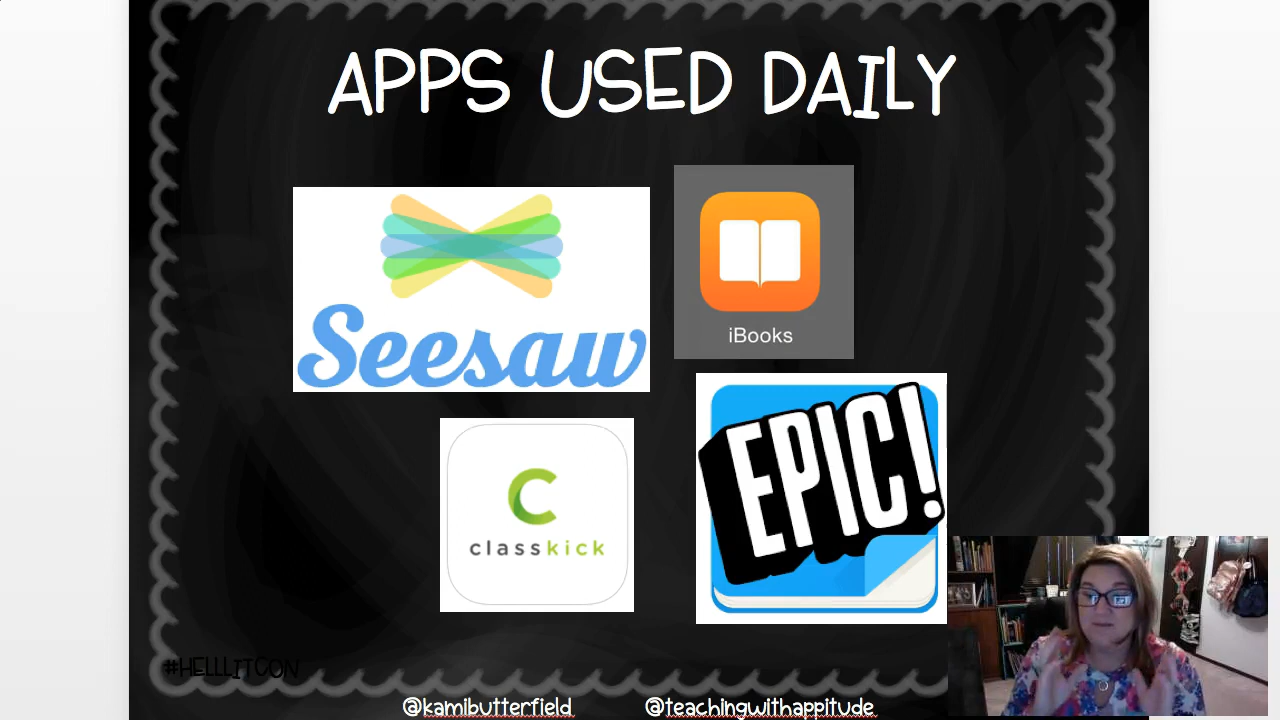 APPS USED DAILY
Seesaw
iBooks
EPIC!
classkick
#HELLLITCON
@kamibutterfield @teachingwithappitude